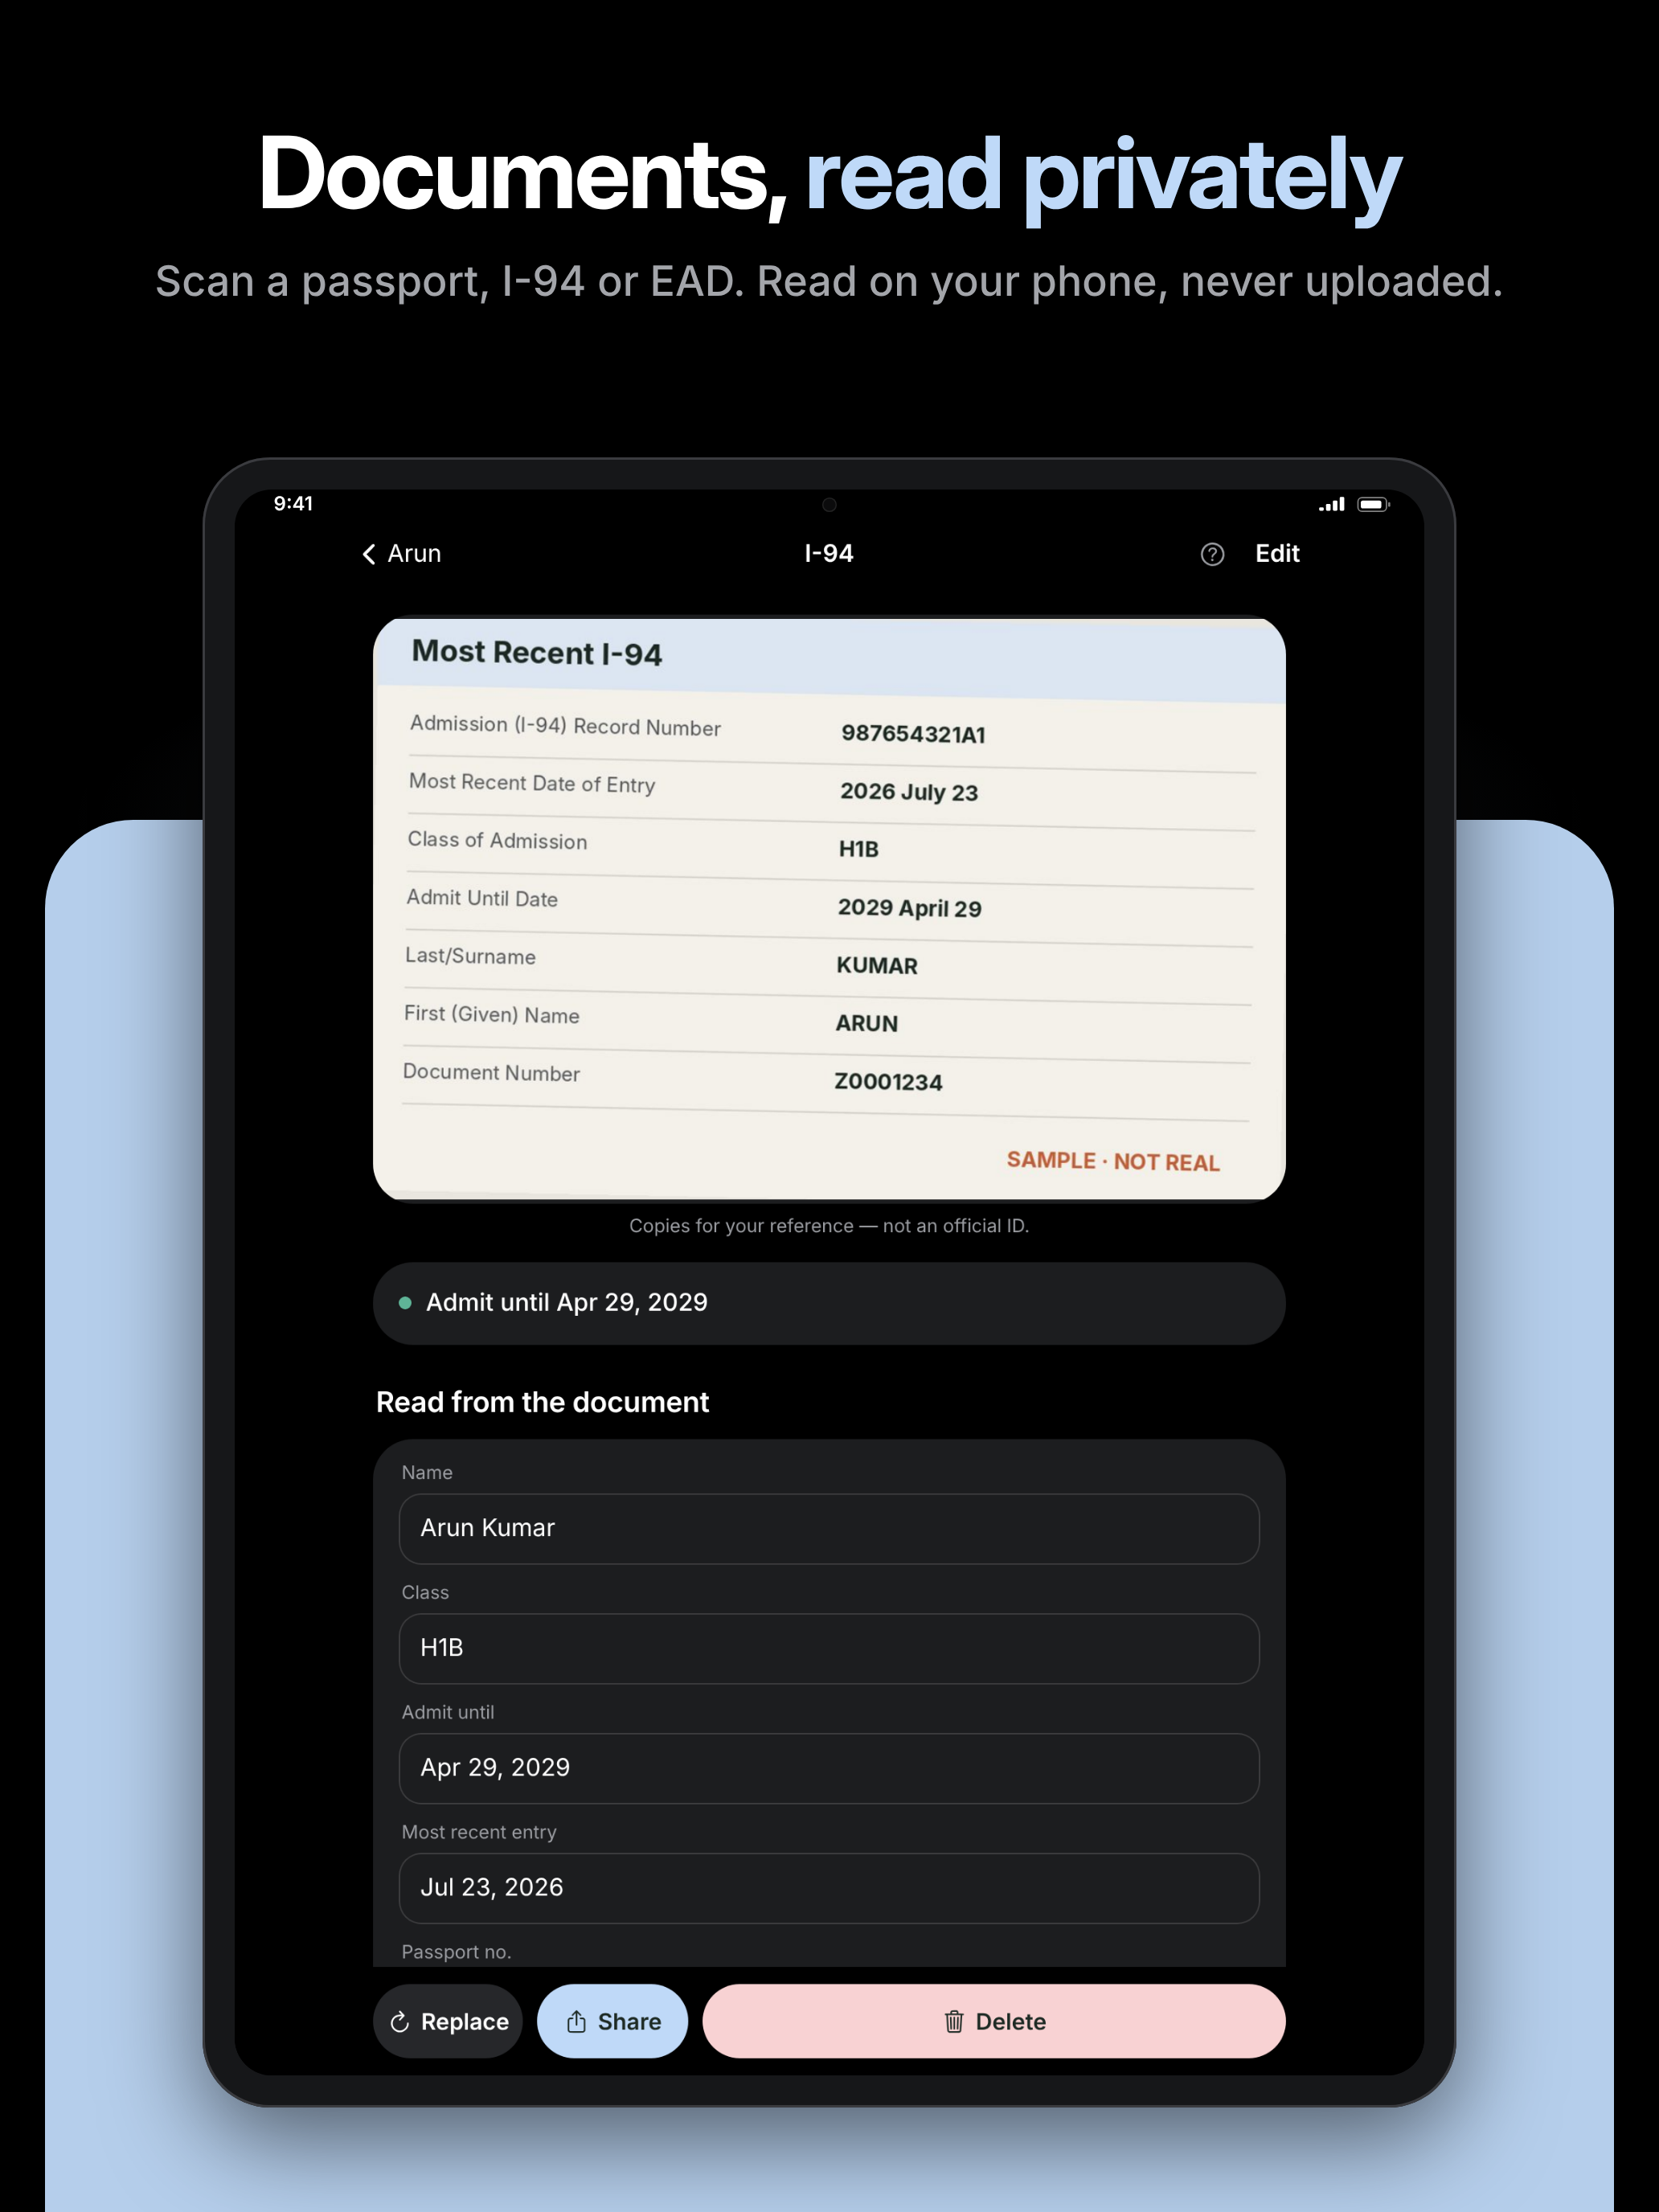 Documents, read privately
Scan a passport, I-94 or EAD. Read on your phone, never uploaded.
9:41
Arun
I-94
?
Edit
Most Recent I-94
Admission (I-94) Record Number 987654321A1
Most Recent Date of Entry 2026 July 23
Class of Admission H1B
Admit Until Date 2029 April 29
Last/Surname KUMAR
First (Given) Name ARUN
Document Number Z0001234
SAMPLE · NOT REAL
Copies for your reference — not an official ID.
Admit until Apr 29, 2029
Read from the document
Name
Arun Kumar
Class
H1B
Admit until
Apr 29, 2029
Most recent entry
Jul 23, 2026
Passport no.
Replace
Share
Delete